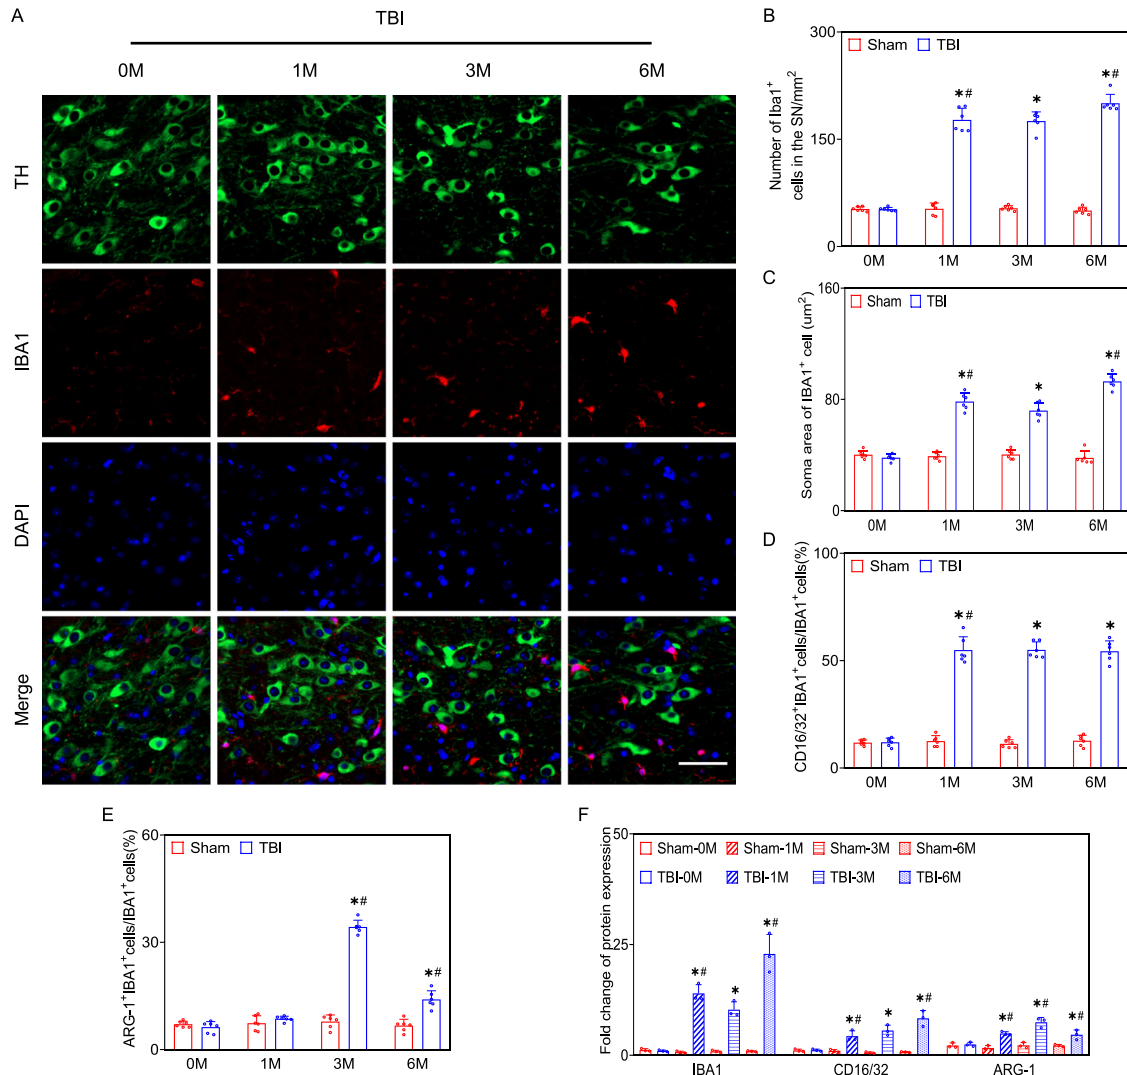 A
TBI
0M 1M 3M 6M
TH
IBA1
DAPI
Merge
B
Number of Iba1⁺
cells in the SN/mm²
300
150
0
Sham TBI
*# * *#
0M 1M 3M 6M
C
Soma area of IBA1⁺ cell (um²)
160
80
0
Sham TBI
*# * *#
0M 1M 3M 6M
D
CD16/32⁺IBA1⁺cells/IBA1⁺cells(%)
100
50
0
Sham TBI
*# * *
0M 1M 3M 6M
E
ARG-1⁺IBA1⁺cells/IBA1⁺cells(%)
60
30
0
Sham TBI
*# *#
0M 1M 3M 6M
F
Fold change of protein expression
50
25
0
Sham-0M Sham-1M Sham-3M Sham-6M
TBI-0M TBI-1M TBI-3M TBI-6M
*# * *# *# * *# *# *# *#
IBA1 CD16/32 ARG-1